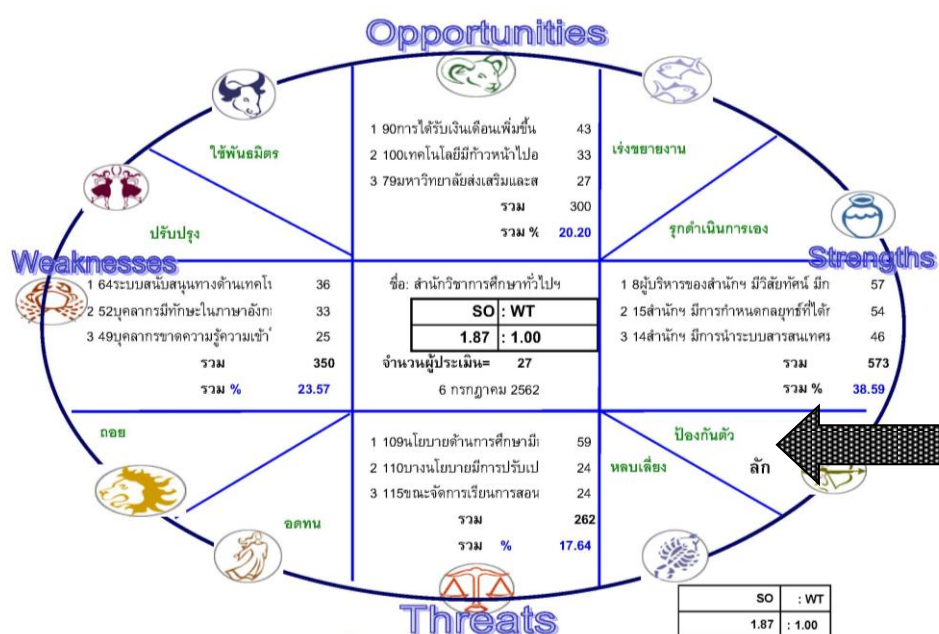 Opportunities
1 90การได้รับเงินเดือนเพิ่มขึ้น 43
2 100เทคโนโลยีมีก้าวหน้าไปอ 33
3 79มหาวิทยาลัยส่งเสริมและส 27
รวม 300
รวม % 20.20
ใช้พันธมิตร
เร่งขยายงาน
ปรับปรุง
รุกดำเนินการเอง
Weaknesses
1 64ระบบสนับสนุนทางด้านเทคโ 36
2 52บุคลากรมีทักษะในภาษาอังก 33
3 49บุคลากรขาดความรู้ความเข้า 25
รวม 350
รวม % 23.57
ชื่อ: สำนักวิชาการศึกษาทั่วไปฯ
SO : WT
1.87 : 1.00
จำนวนผู้ประเมิน= 27
6 กรกฎาคม 2562
Strengths
1 8ผู้บริหารของสำนักฯ มีวิสัยทัศน์ มีก 57
2 15สำนักฯ มีการกำหนดกลยุทธ์ที่ได้ 54
3 14สำนักฯ มีการนำระบบสารสนเทศ 46
รวม 573
รวม % 38.59
ถอย
อดทน
1 109นโยบายด้านการศึกษามี 59
2 110บางนโยบายมีการปรับเป 24
3 115ขณะจัดการเรียนการสอน 24
รวม 262
รวม % 17.64
ป้องกันตัว
หลบเลี่ยง
ลัก
Threats
SO : WT
1.87 : 1.00